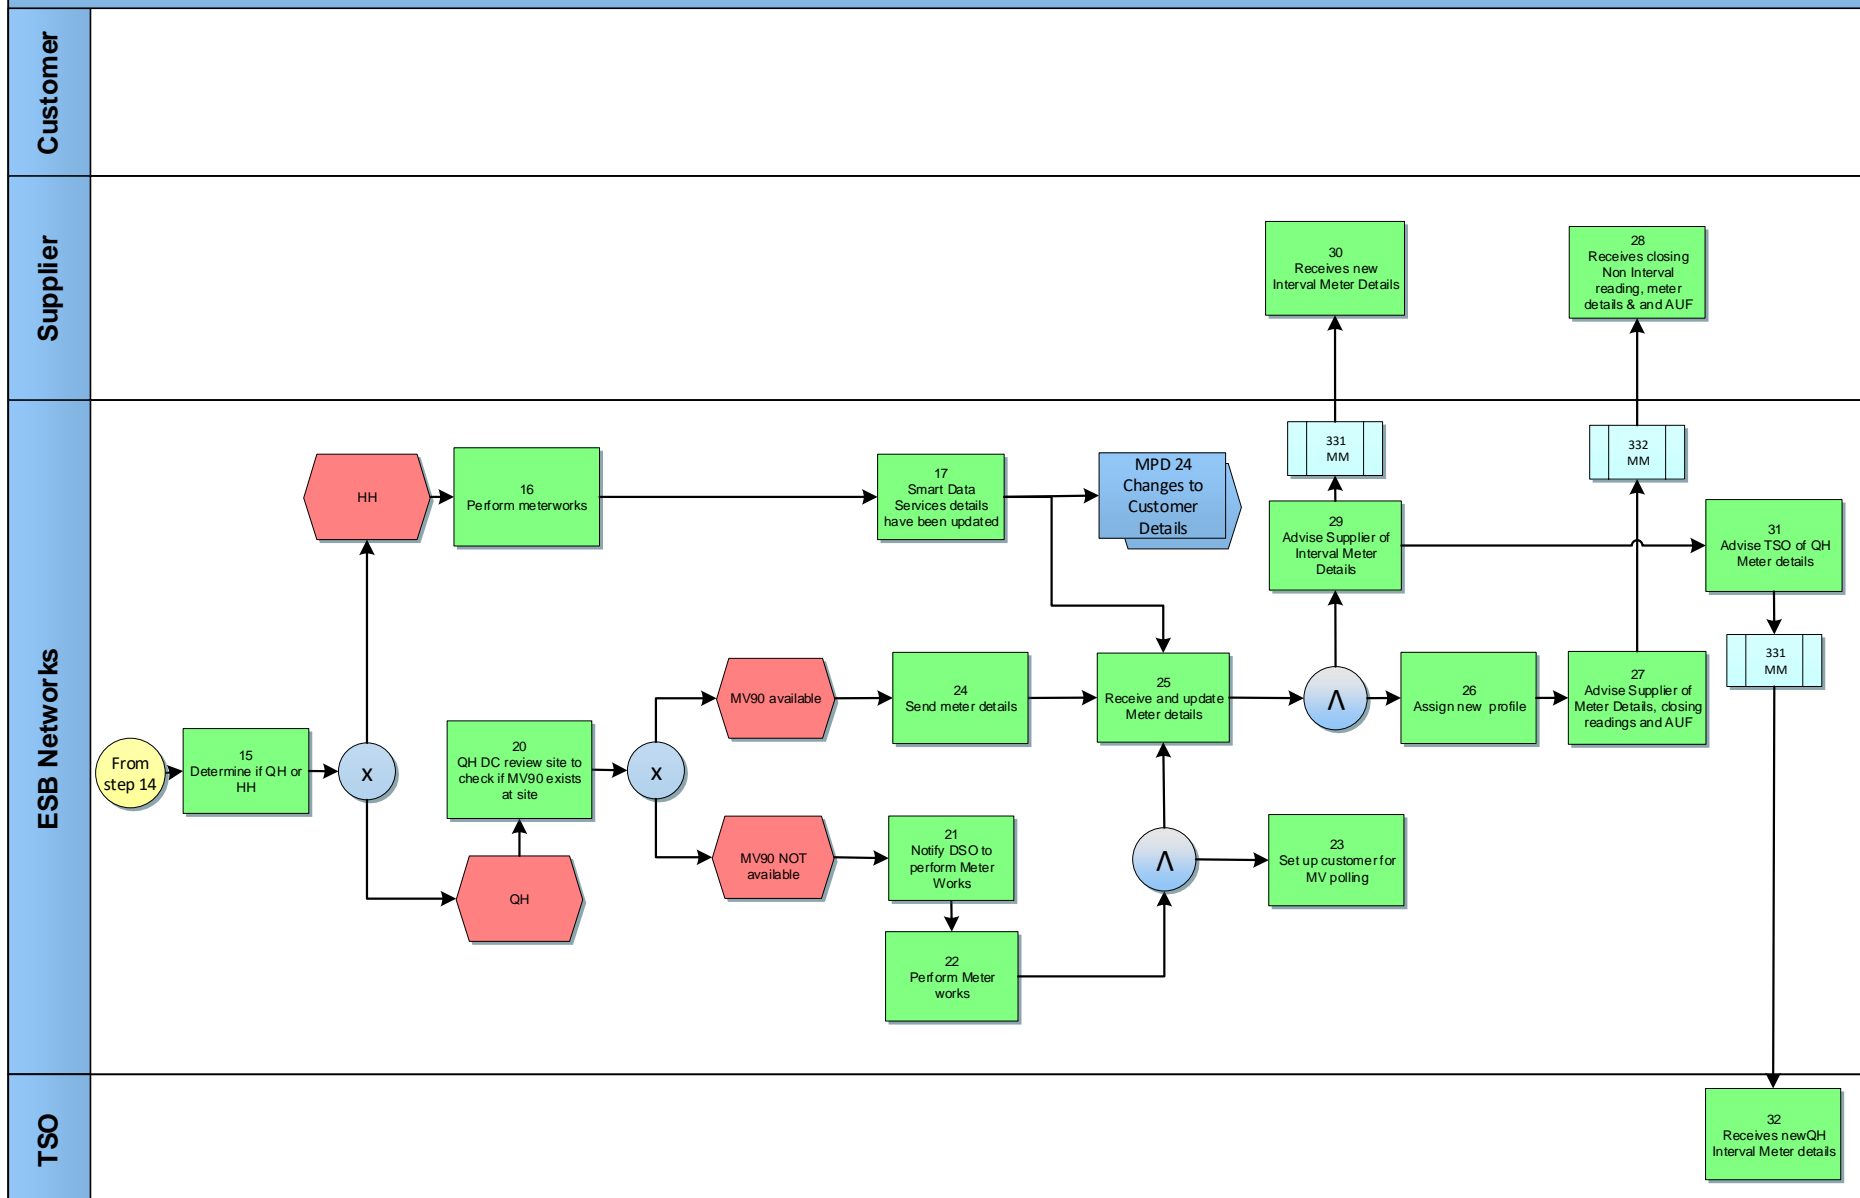 Customer
Supplier
30
Receives new
Interval Meter Details
28
Receives closing
Non Interval
reading, meter
details & and AUF
ESB Networks
331
MM
332
MM
HH
16
Perform meterworks
17
Smart Data
Services details
have been updated
MPD 24
Changes to
Customer
Details
29
Advise Supplier of
Interval Meter
Details
31
Advise TSO of QH
Meter details
331
MM
MV90 available
24
Send meter details
25
Receive and update
Meter details
Λ
26
Assign new profile
27
Advise Supplier of
Meter Details, closing
readings and AUF
From
step 14
15
Determine if QH or
HH
x
20
QH DC review site to
check if MV90 exists
at site
x
QH
MV90 NOT
available
21
Notify DSO to
perform Meter
Works
Λ
23
Set up customer for
MV polling
22
Perform Meter
works
TSO
32
Receives newQH
Interval Meter details